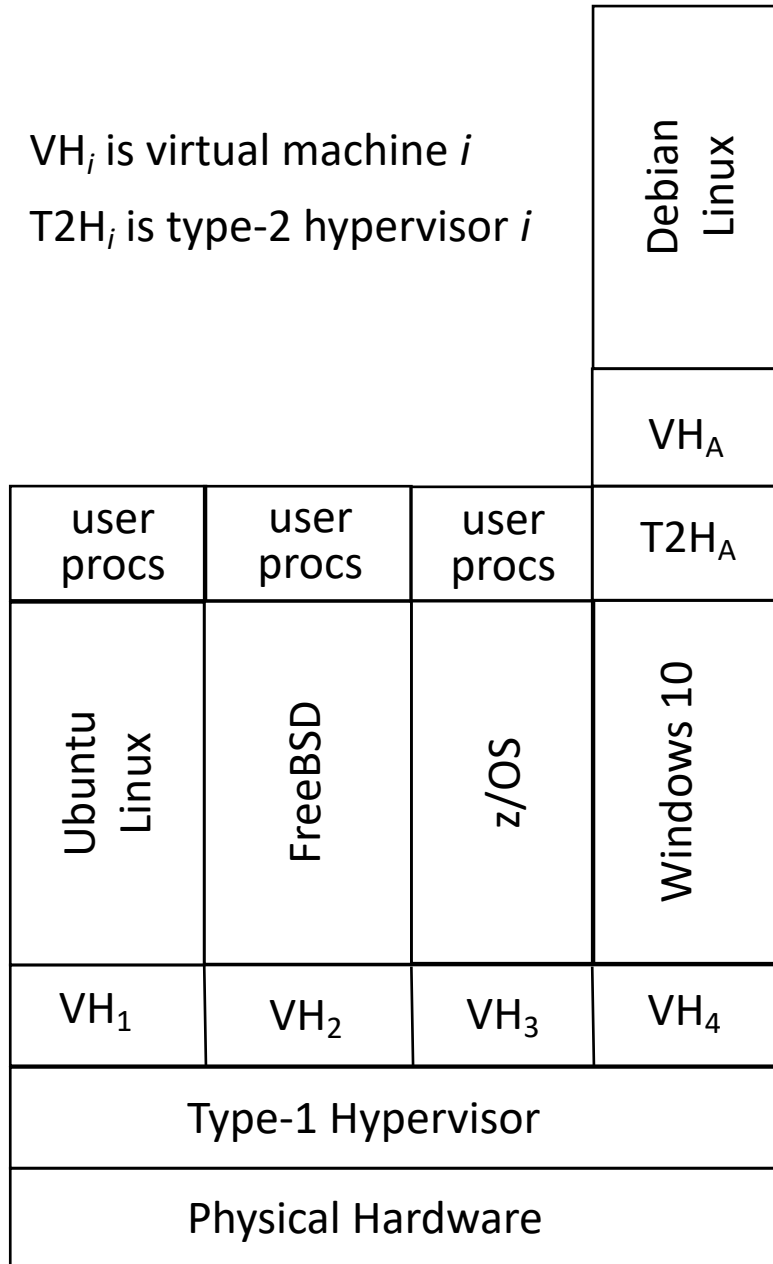 VHi is virtual machine i
T2Hi is type-2 hypervisor i
Debian
Linux
VHA
user
procs
user
procs
user
procs
T2HA
Ubuntu
Linux
FreeBSD
z/OS
Windows 10
VH1
VH2
VH3
VH4
Type-1 Hypervisor
Physical Hardware